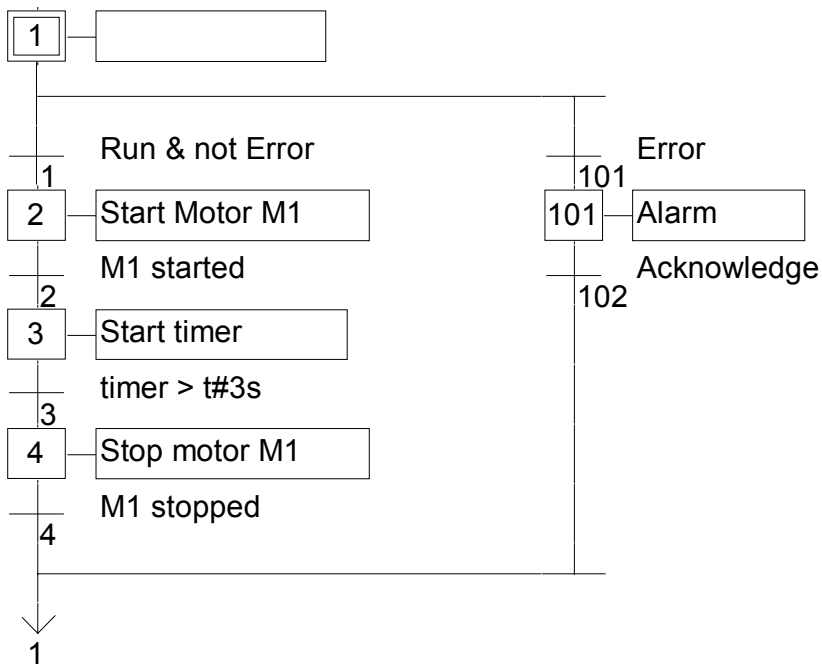 1
Run & not Error
Error
1
101
2
Start Motor M1
101
Alarm
M1 started
Acknowledge
2
102
3
Start timer
timer > t#3s
3
4
Stop motor M1
M1 stopped
4
1